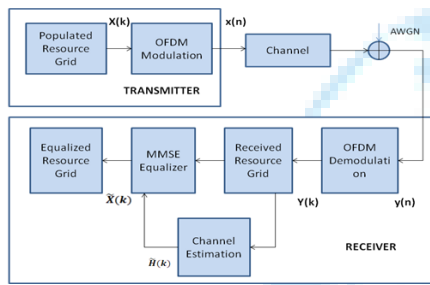 X(k)
x(n)
AWGN
Populated
Resource
Grid
OFDM
Modulation
Channel
TRANSMITTER
Equalized
Resource
Grid
MMSE
Equalizer
Received
Resource
Grid
OFDM
Demodulati
on
X̃(k)
Y(k)
y(n)
Channel
Estimation
H̃(k)
RECEIVER